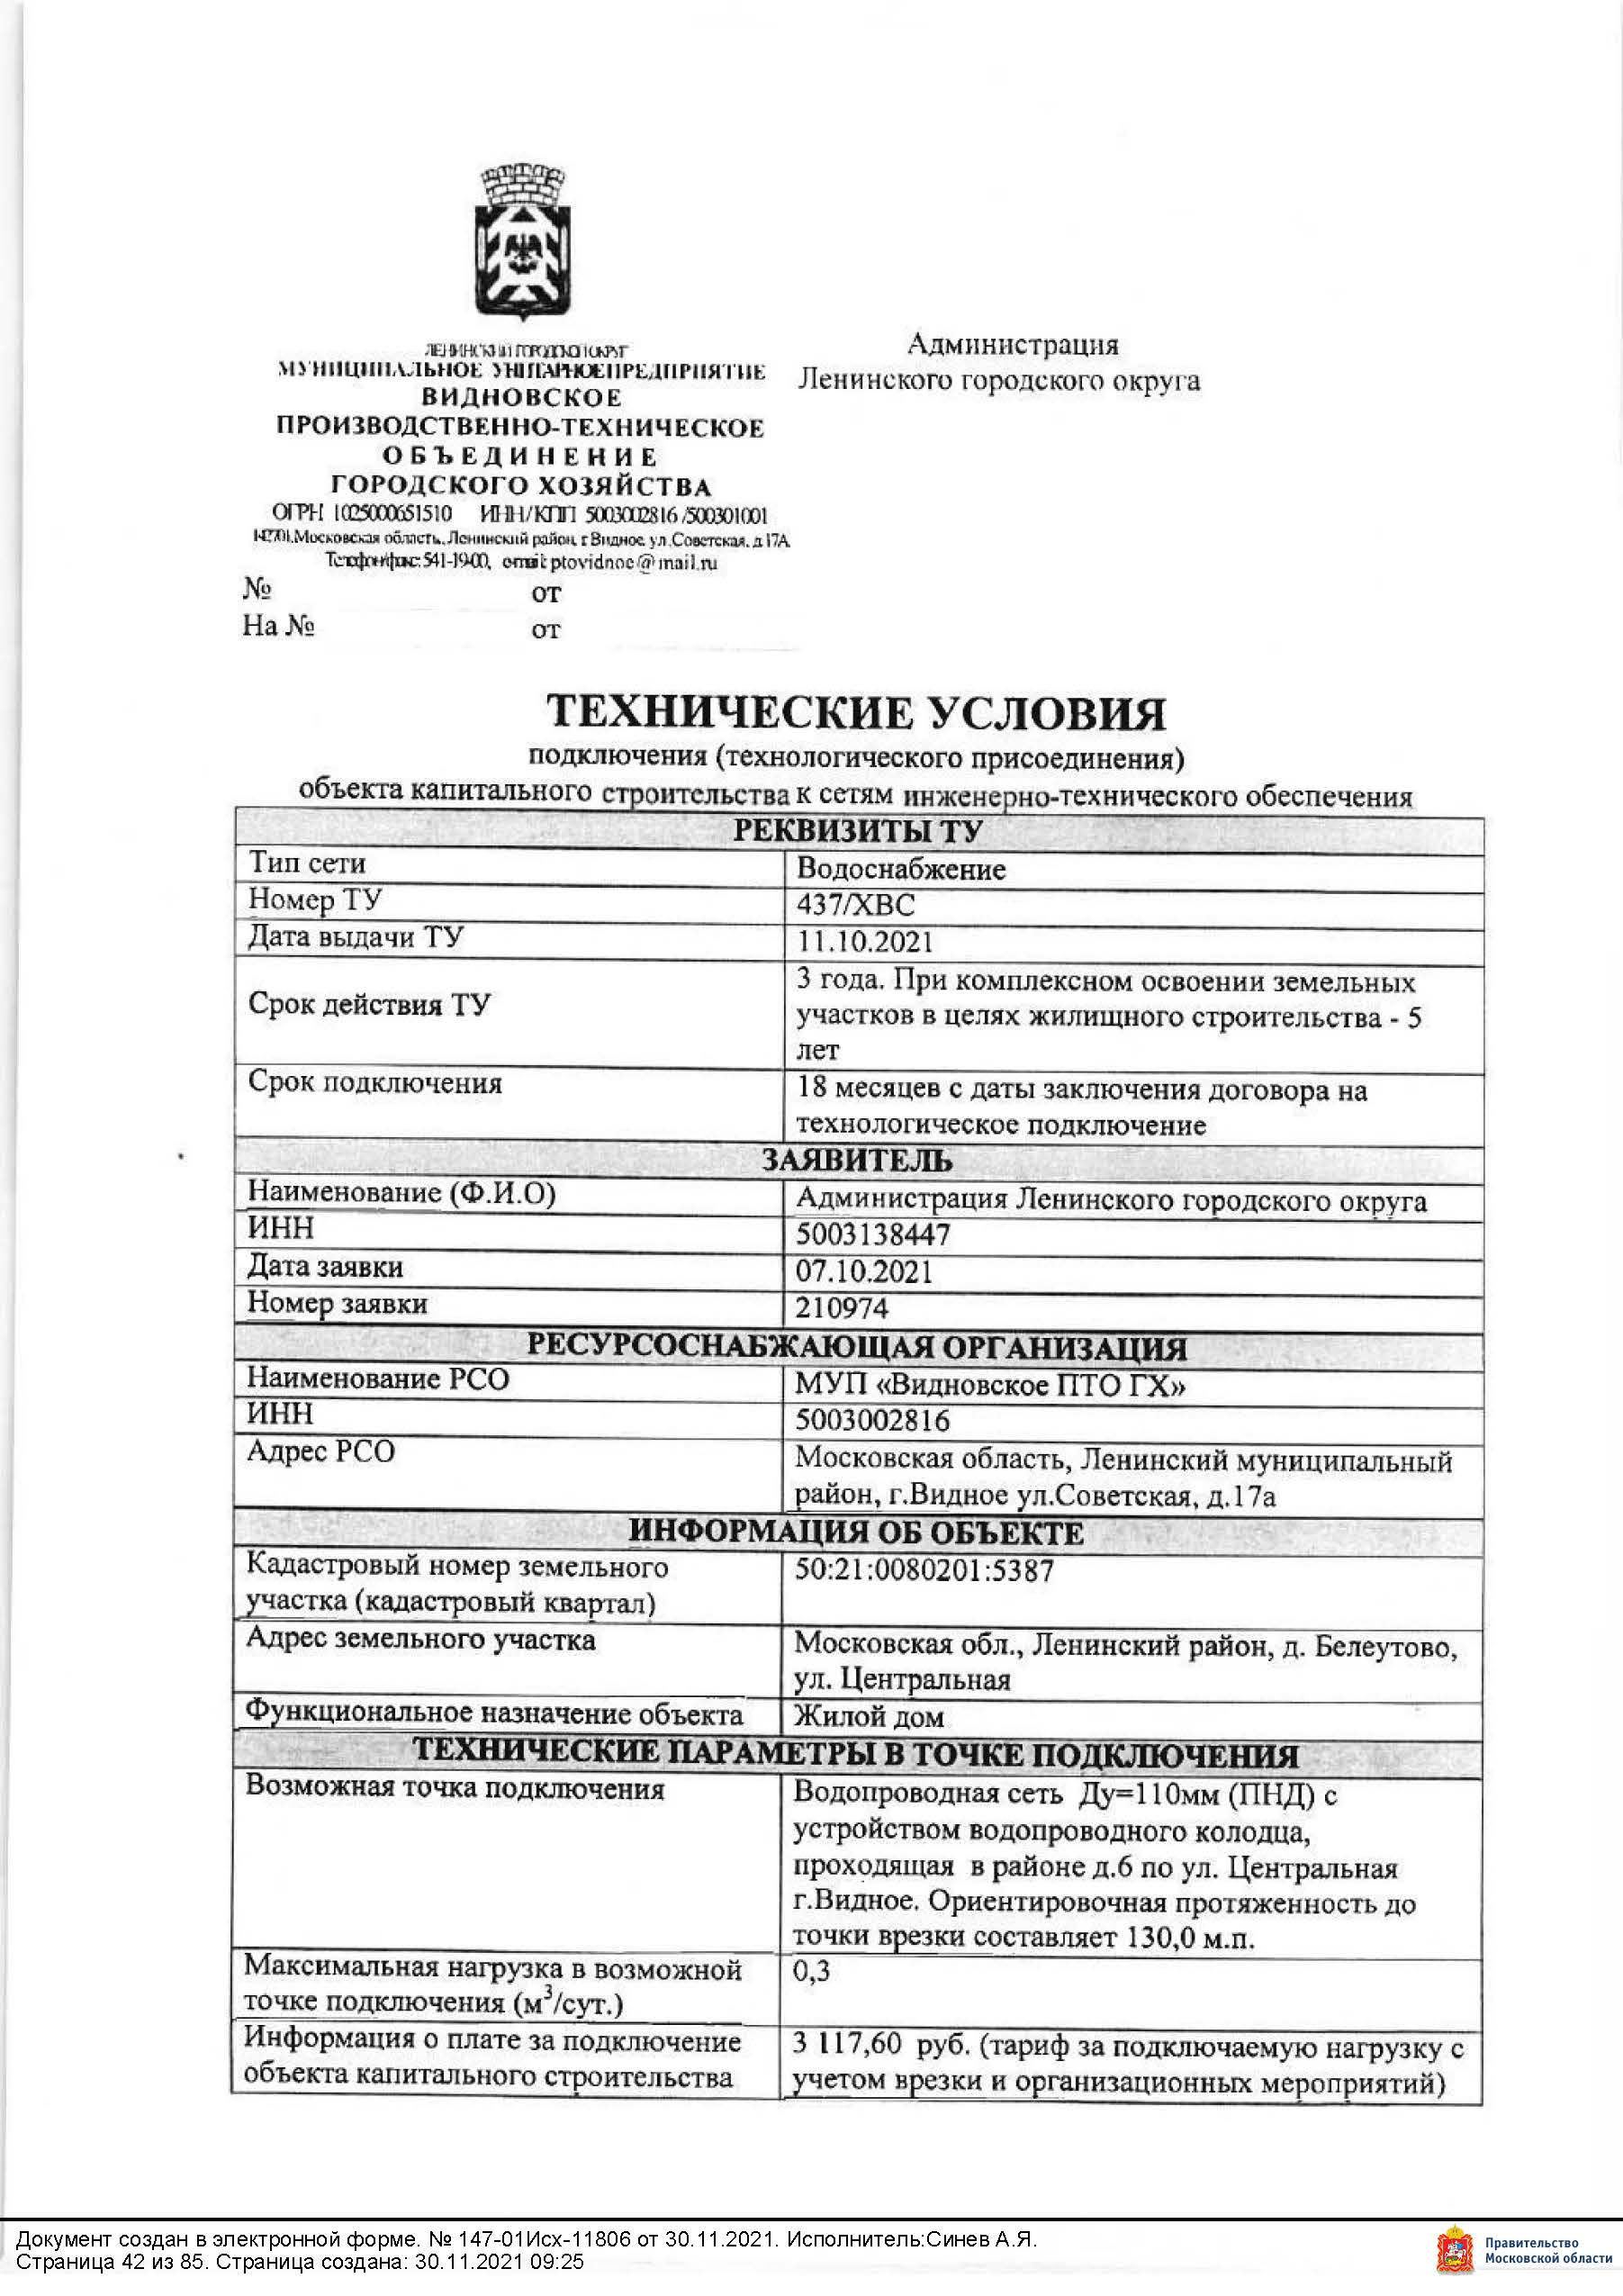 ЛЕНИНСКИЙ ГОРОДСКОЙ ОКРУГ
МУНИЦИПАЛЬНОЕ УНИТАРНОЕ ПРЕДПРИЯТИЕ
ВИДНОВСКОЕ
ПРОИЗВОДСТВЕННО-ТЕХНИЧЕСКОЕ
ОБЪЕДИНЕНИЕ
ГОРОДСКОГО ХОЗЯЙСТВА
ОГРН 1025000651510 ИНН/КПП 5003002816/500301001
142701, Московская область, Ленинский район, г Видное, ул.Советская, д 17А
Телефон/факс: 541-19-00, email: ptovidnoe@mail.ru
№ от
На № от
Администрация
Ленинского городского округа
ТЕХНИЧЕСКИЕ УСЛОВИЯ
подключения (технологического присоединения)
объекта капитального строительства к сетям инженерно-технического обеспечения
РЕКВИЗИТЫ ТУ
Тип сети Водоснабжение
Номер ТУ 437/ХВС
Дата выдачи ТУ 11.10.2021
Срок действия ТУ 3 года. При комплексном освоении земельных
участков в целях жилищного строительства - 5
лет
Срок подключения 18 месяцев с даты заключения договора на
технологическое подключение
ЗАЯВИТЕЛЬ
Наименование (Ф.И.О) Администрация Ленинского городского округа
ИНН 5003138447
Дата заявки 07.10.2021
Номер заявки 210974
РЕСУРСОСНАБЖАЮЩАЯ ОРГАНИЗАЦИЯ
Наименование РСО МУП «Видновское ПТО ГХ»
ИНН 5003002816
Адрес РСО Московская область, Ленинский муниципальный
район, г.Видное ул.Советская, д.17а
ИНФОРМАЦИЯ ОБ ОБЪЕКТЕ
Кадастровый номер земельного 50:21:0080201:5387
участка (кадастровый квартал)
Адрес земельного участка Московская обл., Ленинский район, д. Белеутово,
ул. Центральная
Функциональное назначение объекта Жилой дом
ТЕХНИЧЕСКИЕ ПАРАМЕТРЫ В ТОЧКЕ ПОДКЛЮЧЕНИЯ
Возможная точка подключения Водопроводная сеть Ду=110мм (ПНД) с
устройством водопроводного колодца,
проходящая в районе д.6 по ул. Центральная
г.Видное. Ориентировочная протяженность до
точки врезки составляет 130,0 м.п.
Максимальная нагрузка в возможной 0,3
точке подключения (м³/сут.)
Информация о плате за подключение 3 117,60 руб. (тариф за подключаемую нагрузку с
объекта капитального строительства учетом врезки и организационных мероприятий)
Документ создан в электронной форме. № 147-01Исх-11806 от 30.11.2021. Исполнитель:Синев А.Я.
Страница 42 из 85. Страница создана: 30.11.2021 09:25
Правительство
Московской области